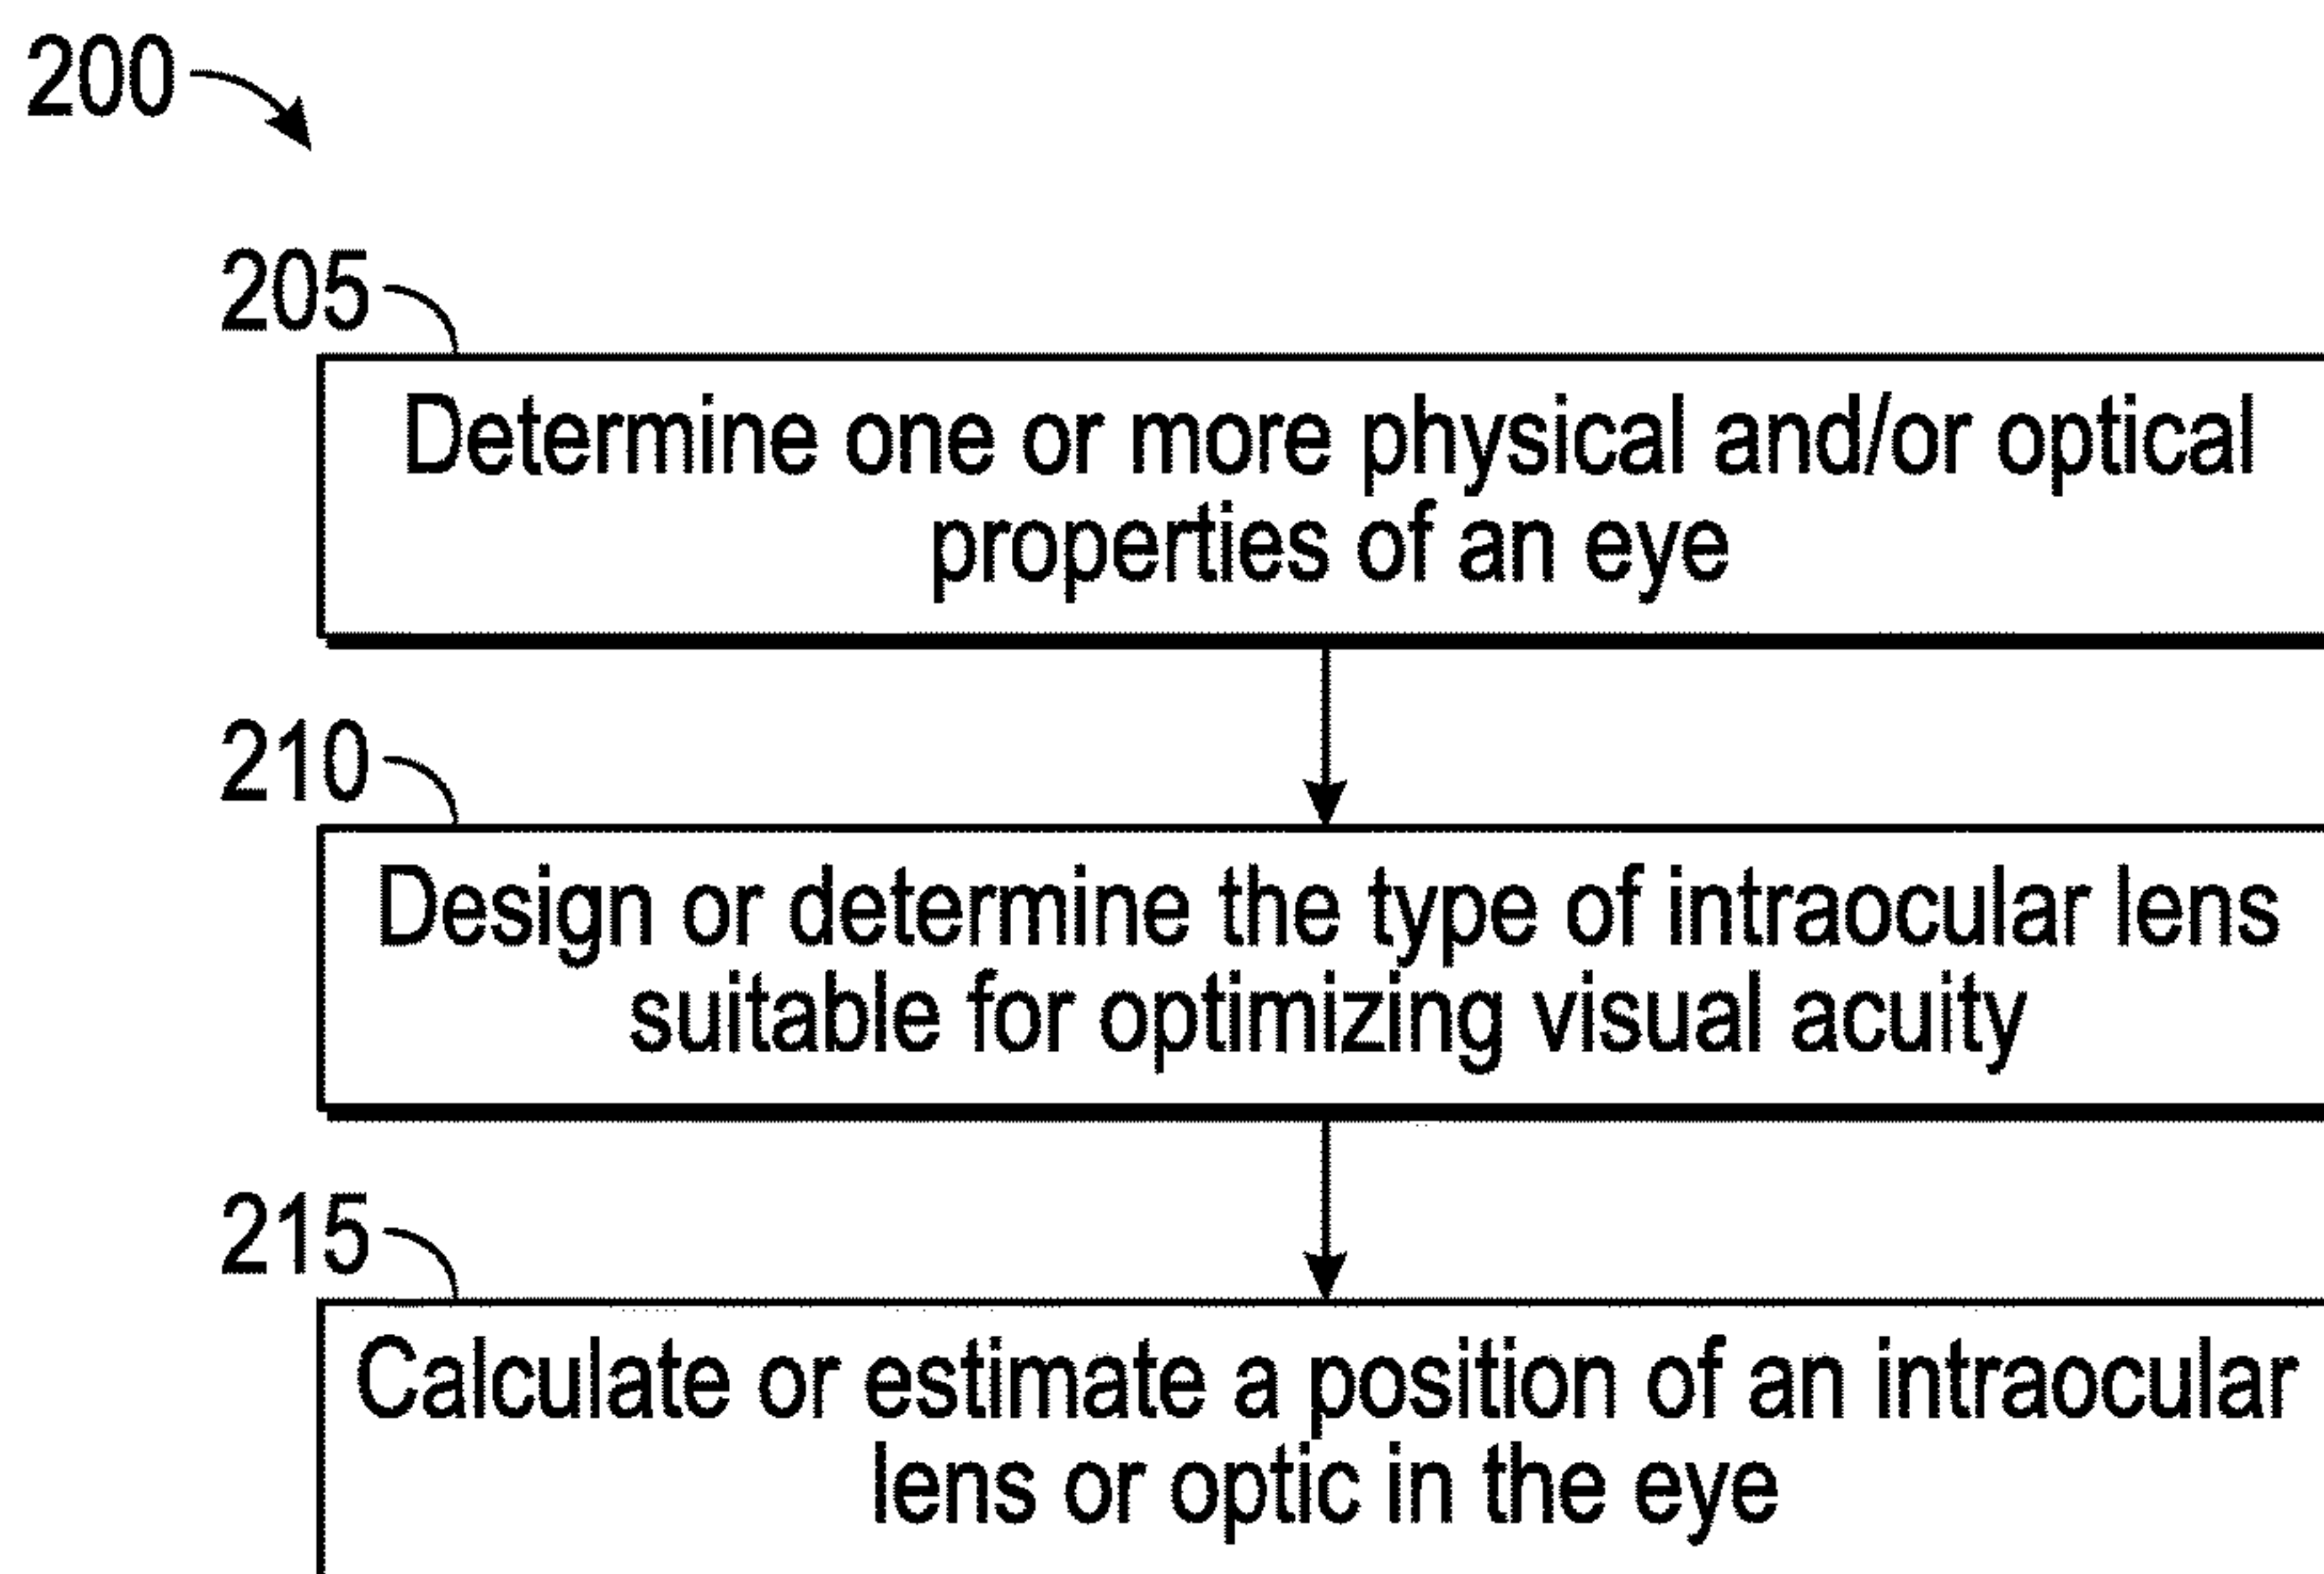 200
205
Determine one or more physical and/or optical
properties of an eye
210
Design or determine the type of intraocular lens
suitable for optimizing visual acuity
215
Calculate or estimate a position of an intraocular
lens or optic in the eye